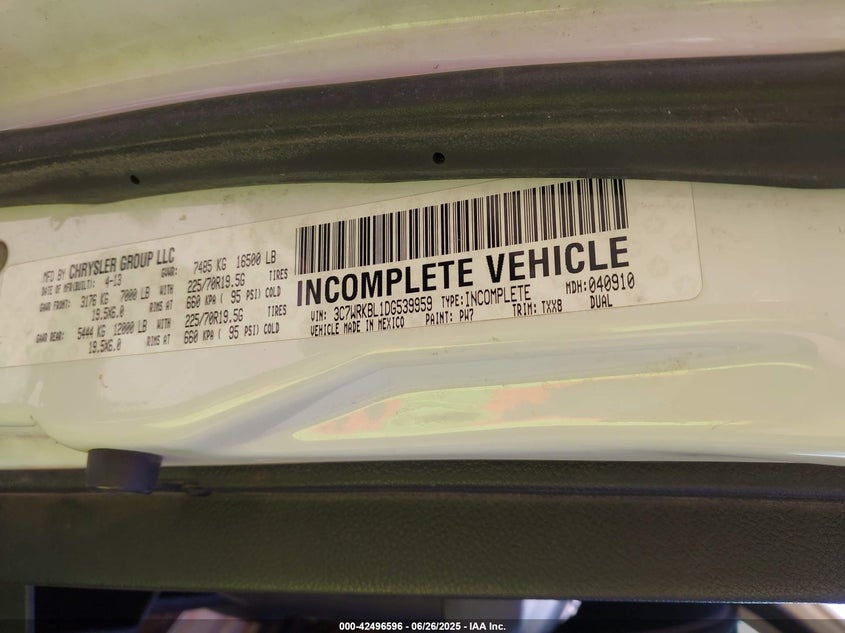 MFD BY CHRYSLER GROUP LLC
DATE OF MFR(BUILT): 4-13 GVWR: 7485 KG 16500 LB
GAWR FRONT: 3176 KG 7000 LB WITH 225/70R19.5G TIRES
19.5X6.0 RIMS AT 660 KPA ( 95 PSI) COLD
GAWR REAR: 5444 KG 12000 LB WITH 225/70R19.5G TIRES
19.5X6.0 RIMS AT 660 KPA ( 95 PSI) COLD
INCOMPLETE VEHICLE
VIN: 3C7WRKBL1DG539959 TYPE: INCOMPLETE MDH: 040910
VEHICLE MADE IN MEXICO PAINT: PW7 TRIM: TXX8 DUAL
000-42496596 - 06/26/2025 - IAA Inc.